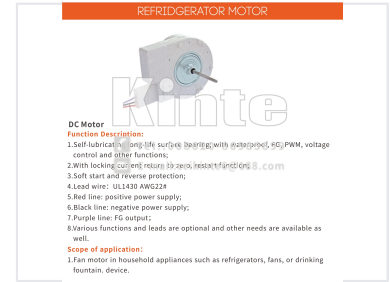 REFRIDGERATOR MOTOR
Kinte
DC Motor
Function Description:
1.Self-lubricating long-life surface bearing; with waterproof, FG, PWM, voltage
control and other functions;
2.With locking current return to zero, restart function;
3.Soft start and reverse protection;
4.Lead wire: UL1430 AWG22#
5.Red line: positive power supply;
6.Black line: negative power supply;
7.Purple line: FG output;
8.Various functions and leads are optional and other needs are available as
well.
Scope of application:
1.Fan motor in household appliances such as refrigerators, fans, or drinking
fountain. device.